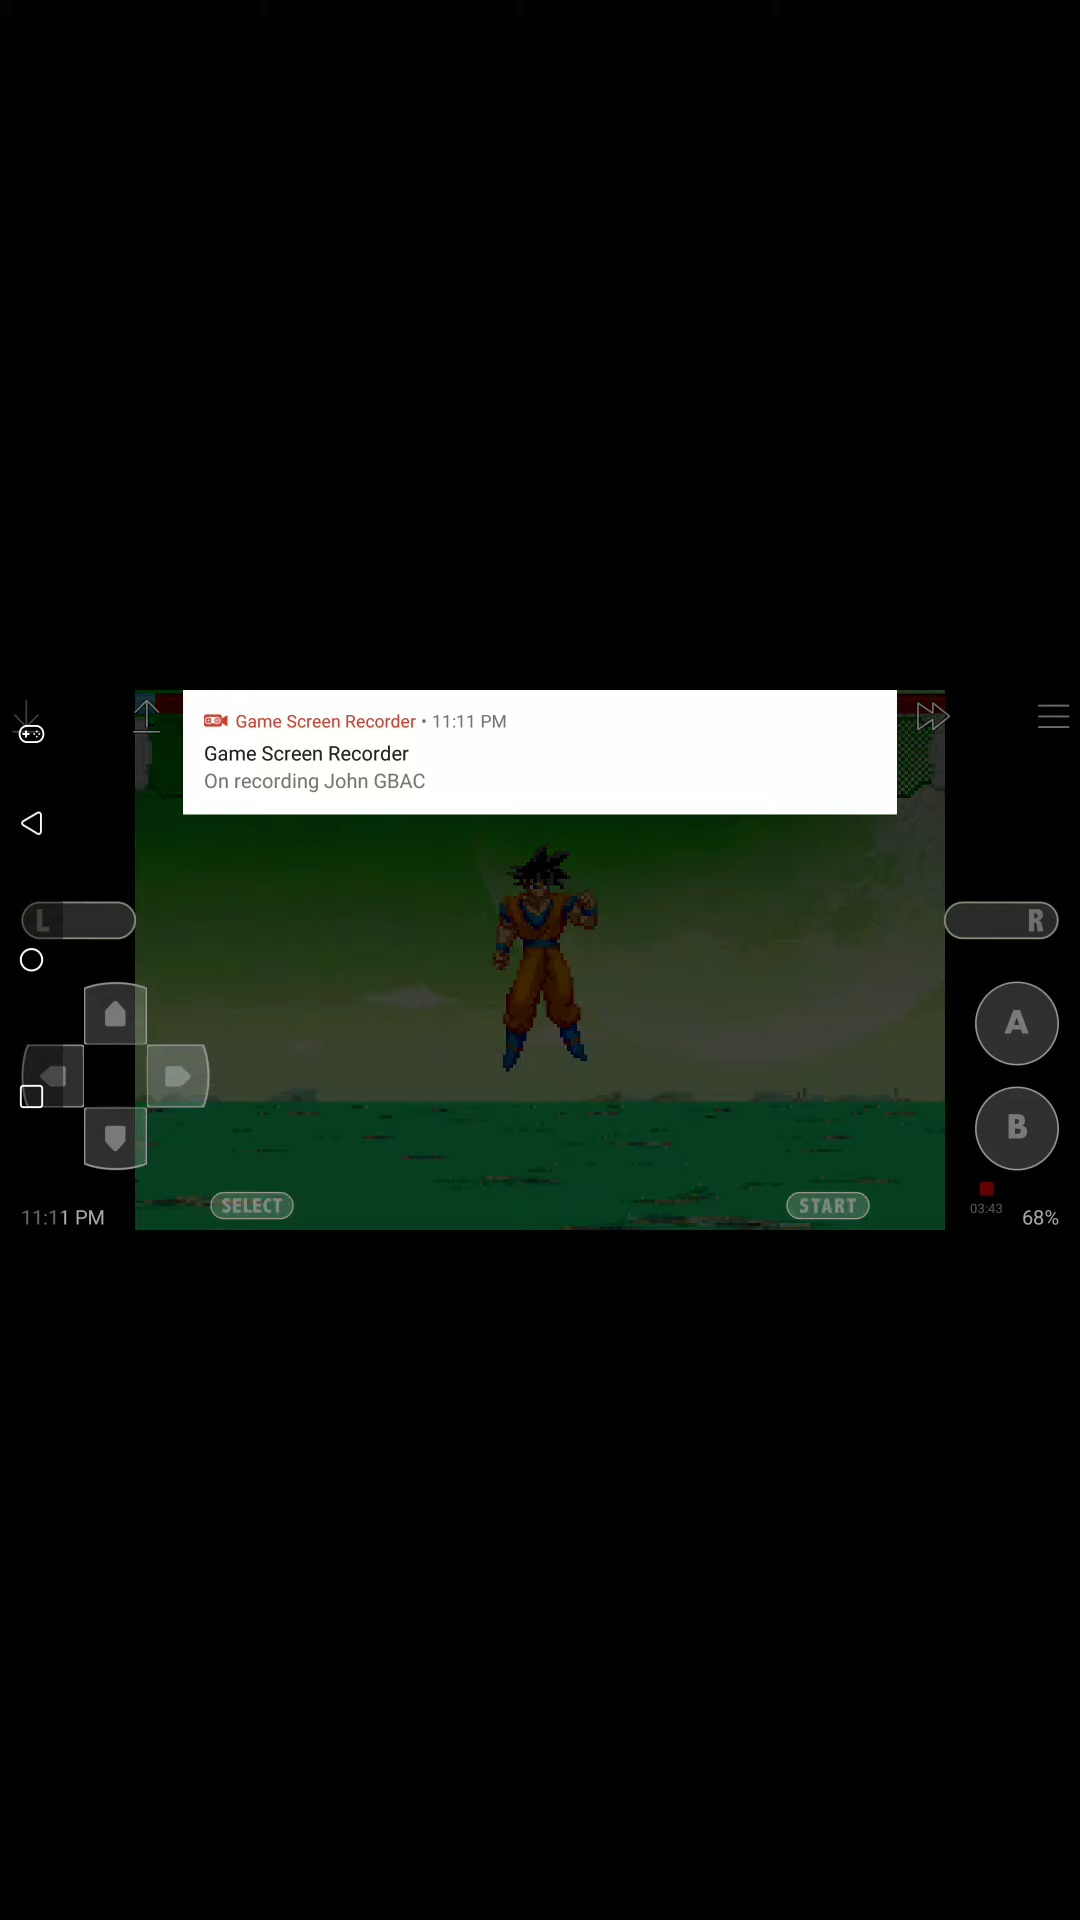 Game Screen Recorder • 11:11 PM
Game Screen Recorder
On recording John GBAC
L
R
A
B
SELECT
START
11:11 PM
03:43
68%